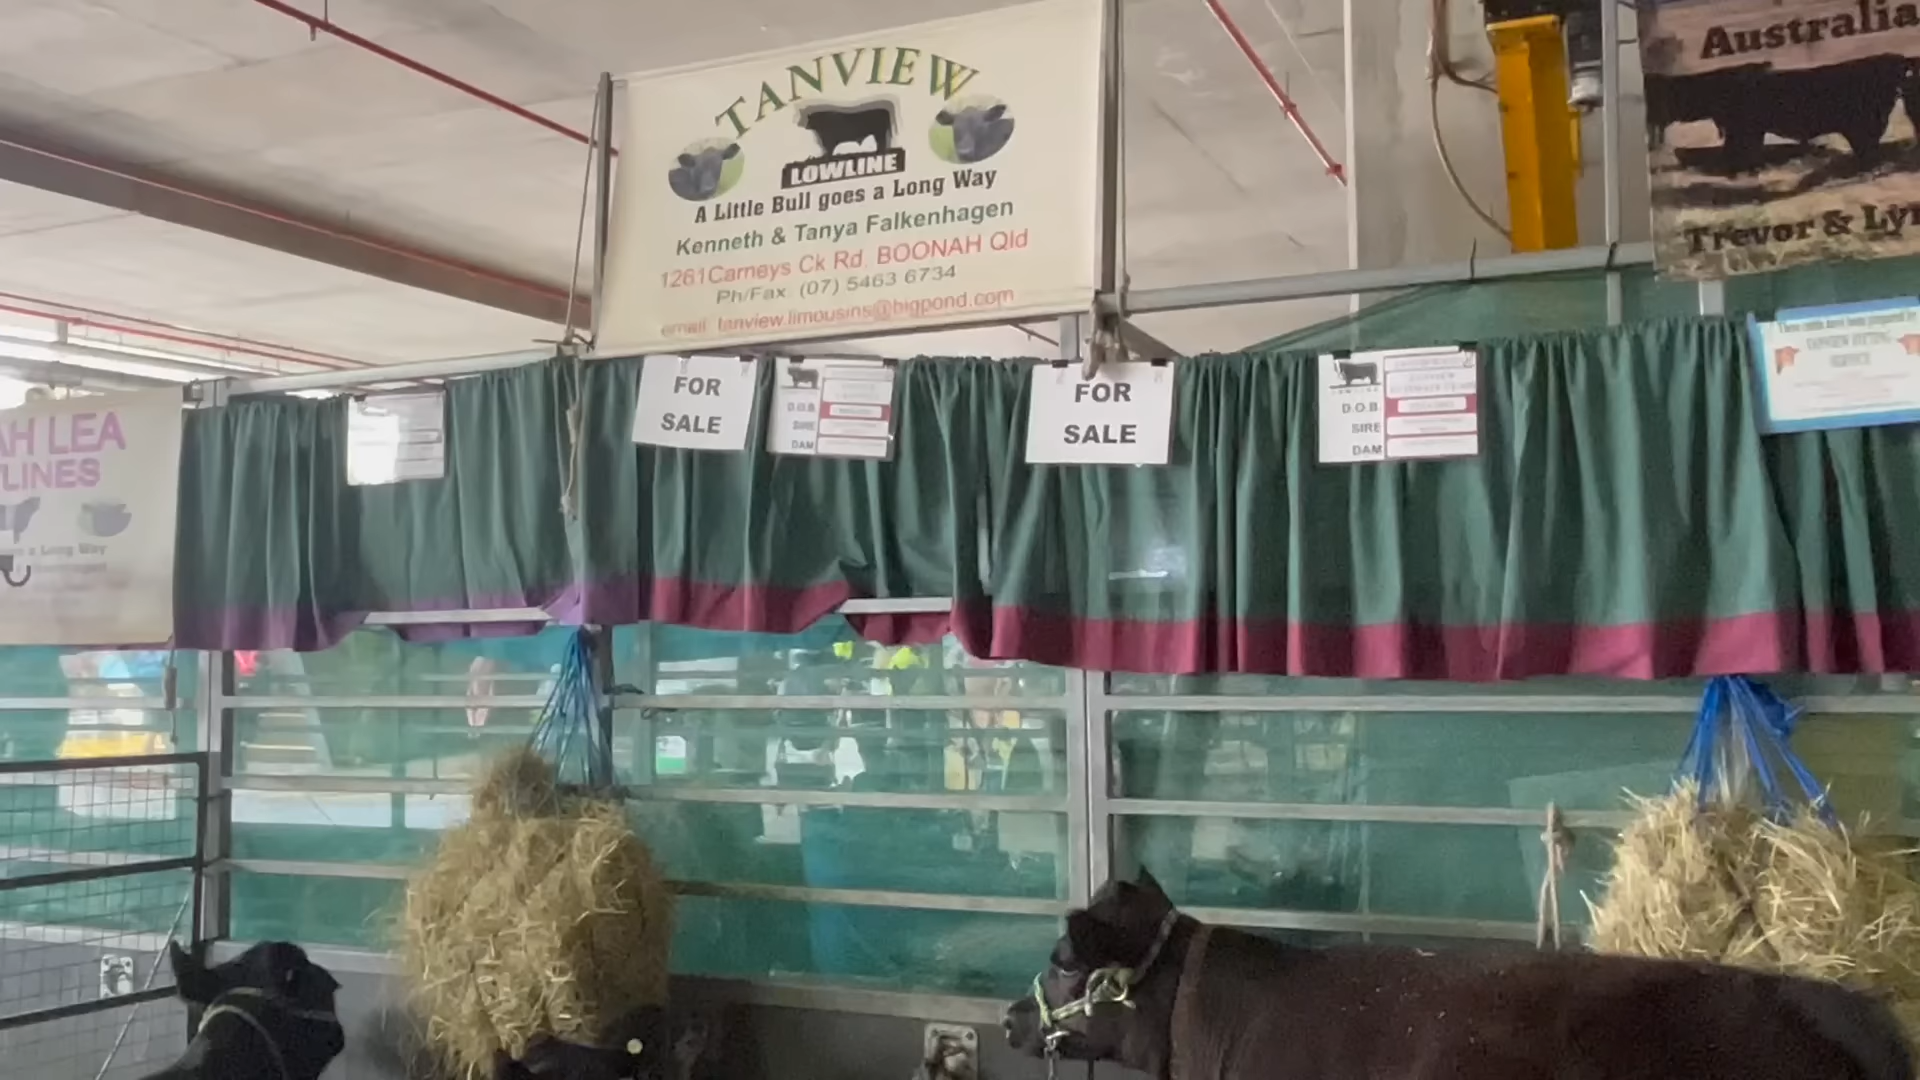 TANVIEW
LOWLINE
A Little Bull goes a Long Way
Kenneth & Tanya Falkenhagen
1261 Carneys Ck Rd, BOONAH Qld
Ph/Fax: (07) 5463 6734
email: tanview.limousins@bigpond.com
Australia
Trevor & Ly
AH LEA
LINES
a Long Way
FOR
SALE
D.O.B.
SIRE
DAM
FOR
SALE
D.O.B.
SIRE
DAM